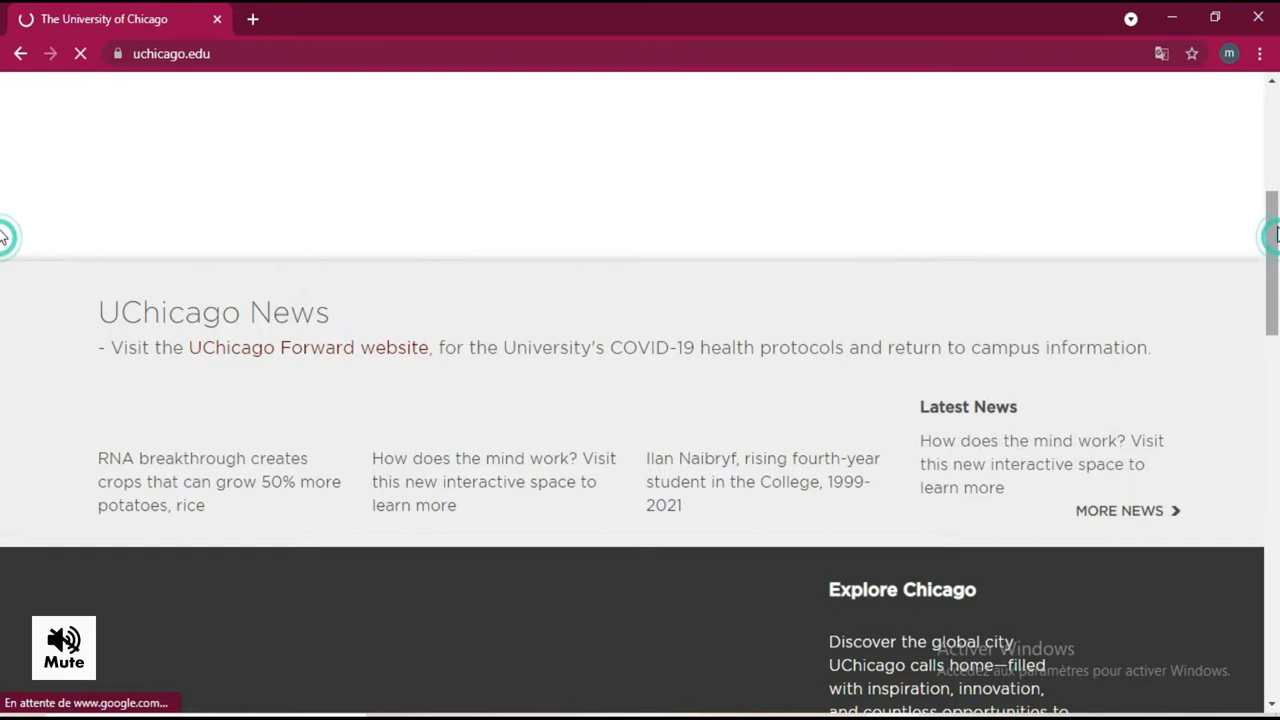 The University of Chicago
uchicago.edu
m
UChicago News
- Visit the UChicago Forward website, for the University's COVID-19 health protocols and return to campus information.
RNA breakthrough creates
crops that can grow 50% more
potatoes, rice
How does the mind work? Visit
this new interactive space to
learn more
Ilan Naibryf, rising fourth-year
student in the College, 1999-
2021
Latest News
How does the mind work? Visit
this new interactive space to
learn more
MORE NEWS
Explore Chicago
Discover the global city
UChicago calls home—filled
with inspiration, innovation,
and countless opportunities to
Activer Windows
Accédez aux paramètres pour activer Windows.
Mute
En attente de www.google.com...